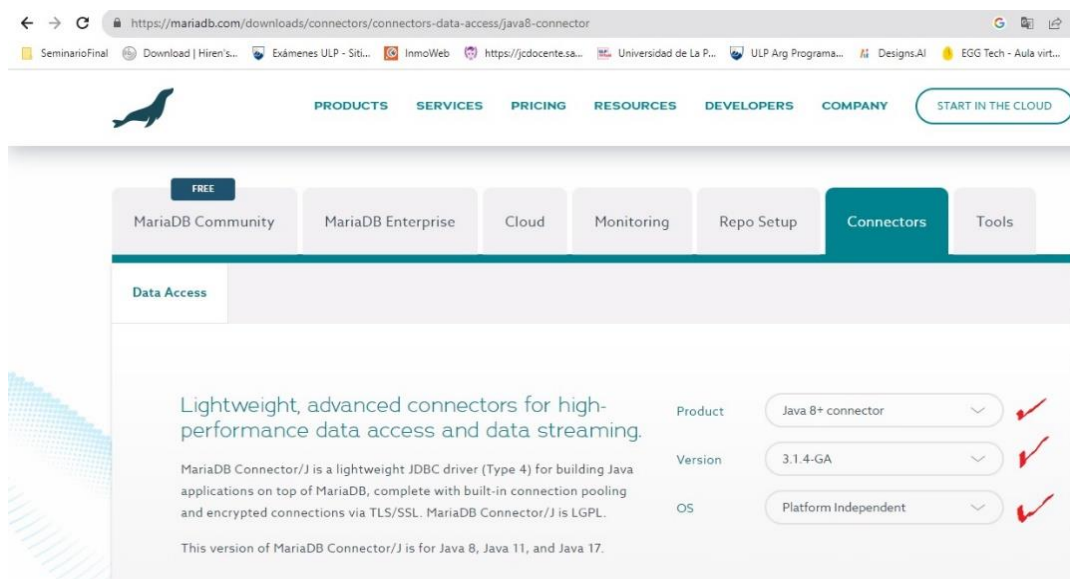 https://mariadb.com/downloads/connectors/connectors-data-access/java8-connector
SeminarioFinal Download | Hiren's... Exámenes ULP - Siti... InmoWeb https://jcdocente.sa... Universidad de La P... ULP Arg Programa... Designs.AI EGG Tech - Aula virt...
PRODUCTS SERVICES PRICING RESOURCES DEVELOPERS COMPANY START IN THE CLOUD
FREE
MariaDB Community MariaDB Enterprise Cloud Monitoring Repo Setup Connectors Tools
Data Access
Lightweight, advanced connectors for high-
performance data access and data streaming.
MariaDB Connector/J is a lightweight JDBC driver (Type 4) for building Java
applications on top of MariaDB, complete with built-in connection pooling
and encrypted connections via TLS/SSL. MariaDB Connector/J is LGPL.
This version of MariaDB Connector/J is for Java 8, Java 11, and Java 17.
Product Java 8+ connector
Version 3.1.4-GA
OS Platform Independent